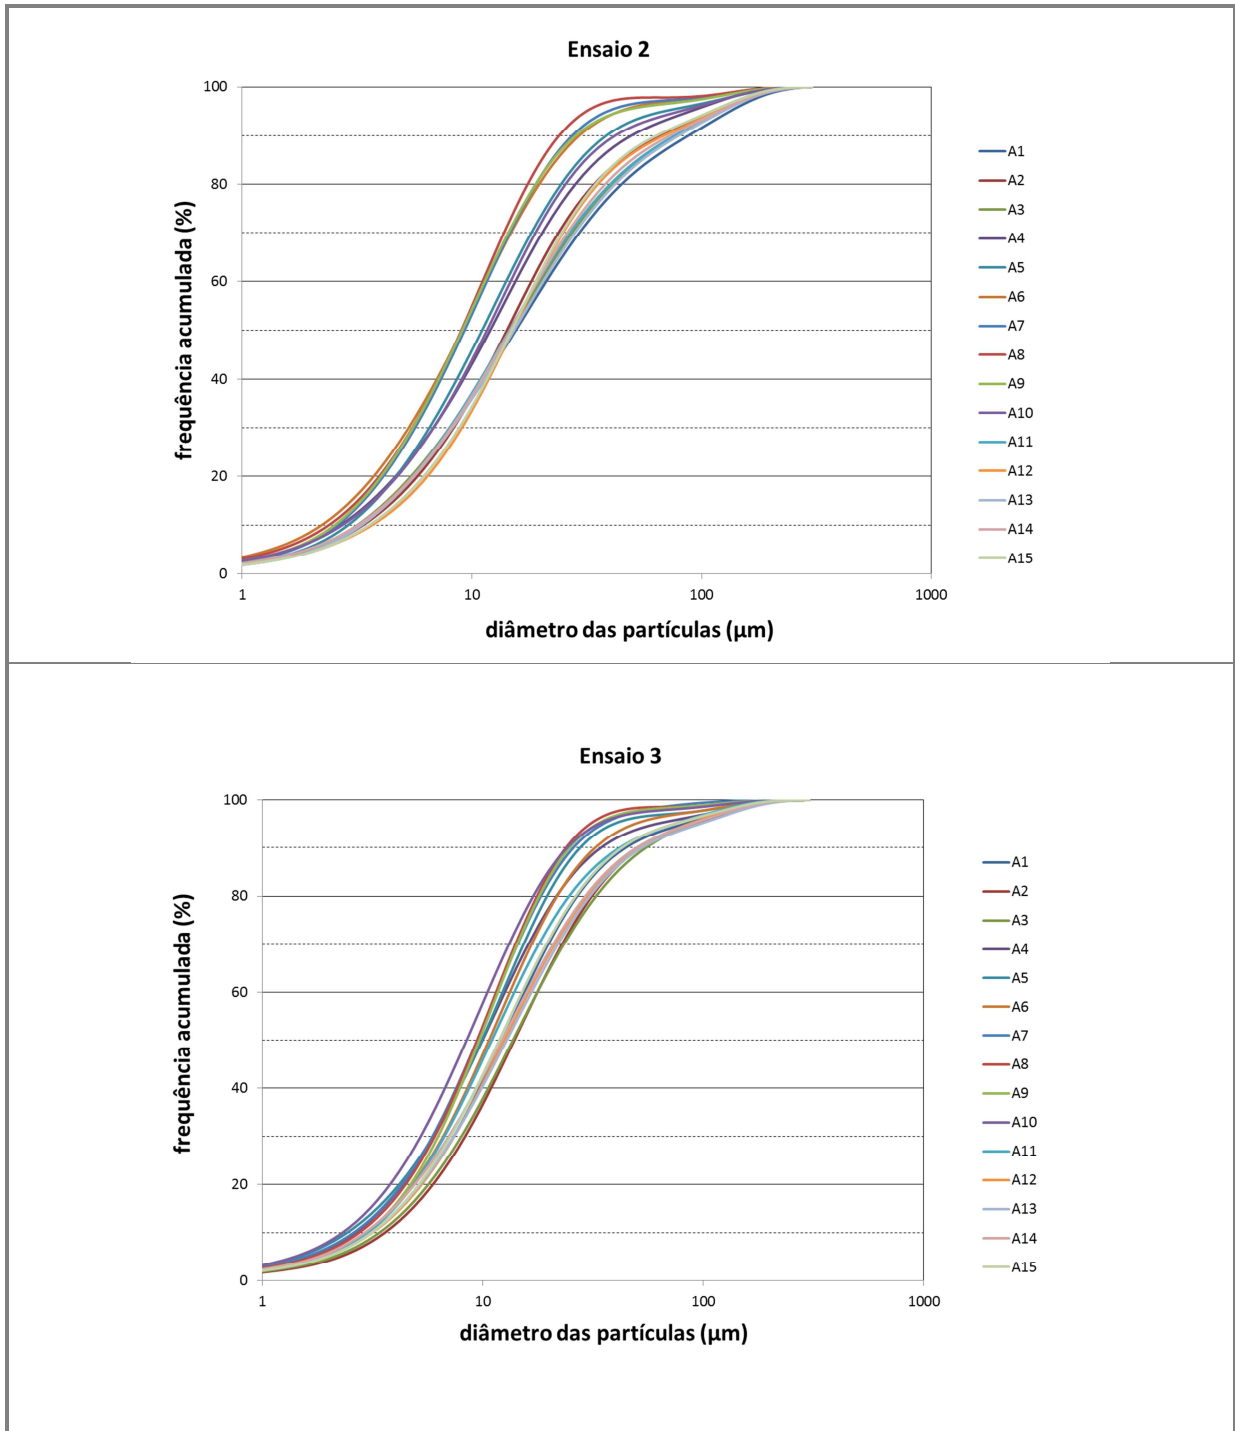 Ensaio 2
frequência acumulada (%)
100
80
60
40
20
0
1
10
100
1000
diâmetro das partículas (µm)
A1
A2
A3
A4
A5
A6
A7
A8
A9
A10
A11
A12
A13
A14
A15
Ensaio 3
frequência acumulada (%)
100
80
60
40
20
0
1
10
100
1000
diâmetro das partículas (µm)
A1
A2
A3
A4
A5
A6
A7
A8
A9
A10
A11
A12
A13
A14
A15